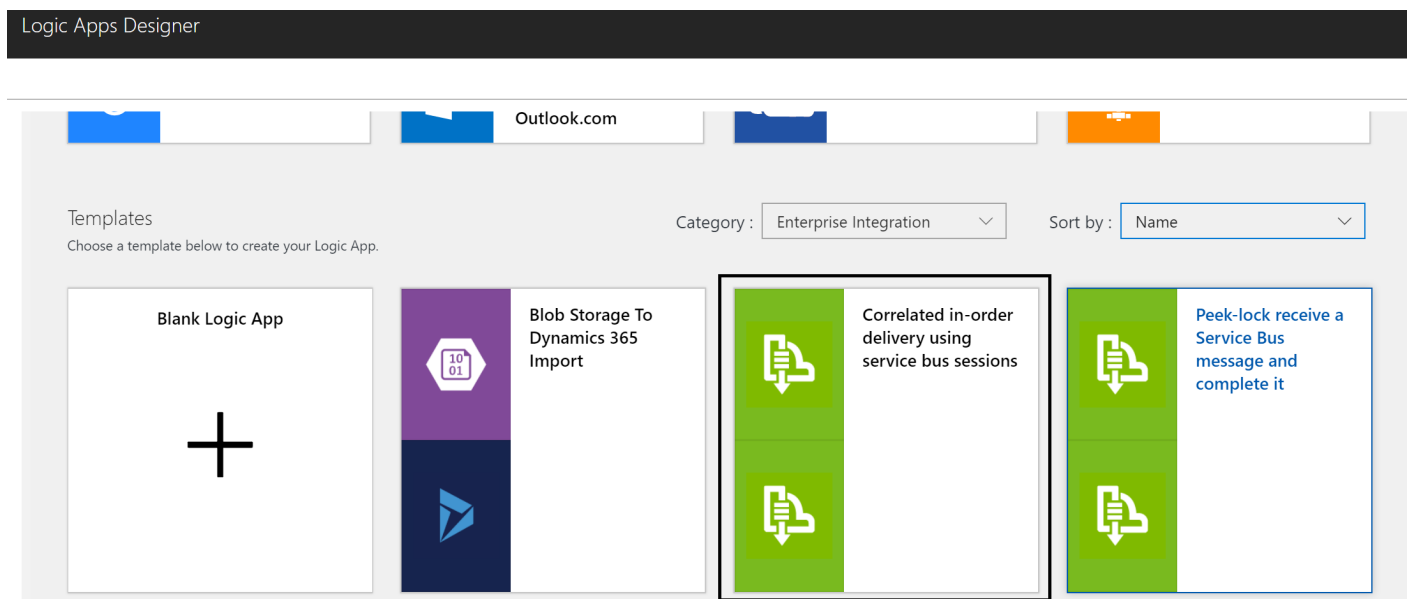 Logic Apps Designer
Outlook.com
Templates
Category :
Enterprise Integration
Sort by :
Name
Choose a template below to create your Logic App.
Blank Logic App
Blob Storage To
Dynamics 365
Import
10
01
Correlated in-order
delivery using
service bus sessions
Peek-lock receive a
Service Bus
message and
complete it